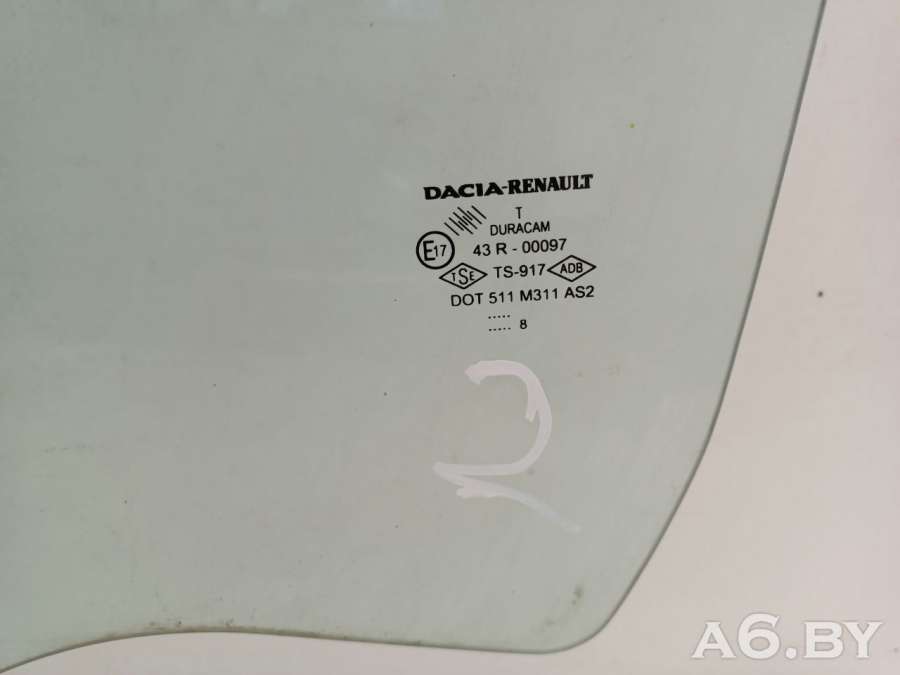 DACIA-RENAULT
T
DURACAM
E17 43 R - 00097
TSE TS-917 ADB
DOT 511 M311 AS2
.....
..... 8
A6.BY